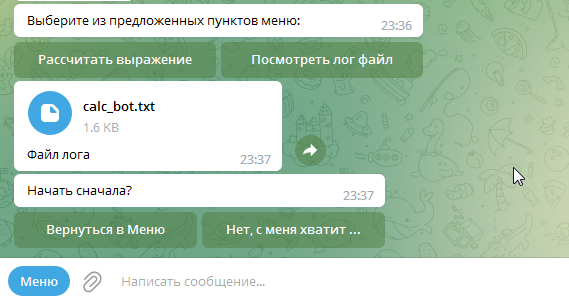 Выберите из предложенных пунктов меню:
23:36
Рассчитать выражение
Посмотреть лог файл
calc_bot.txt
1.6 KB
Файл лога
23:37
Начать сначала?
23:37
Вернуться в Меню
Нет, с меня хватит ...
Меню
Написать сообщение...